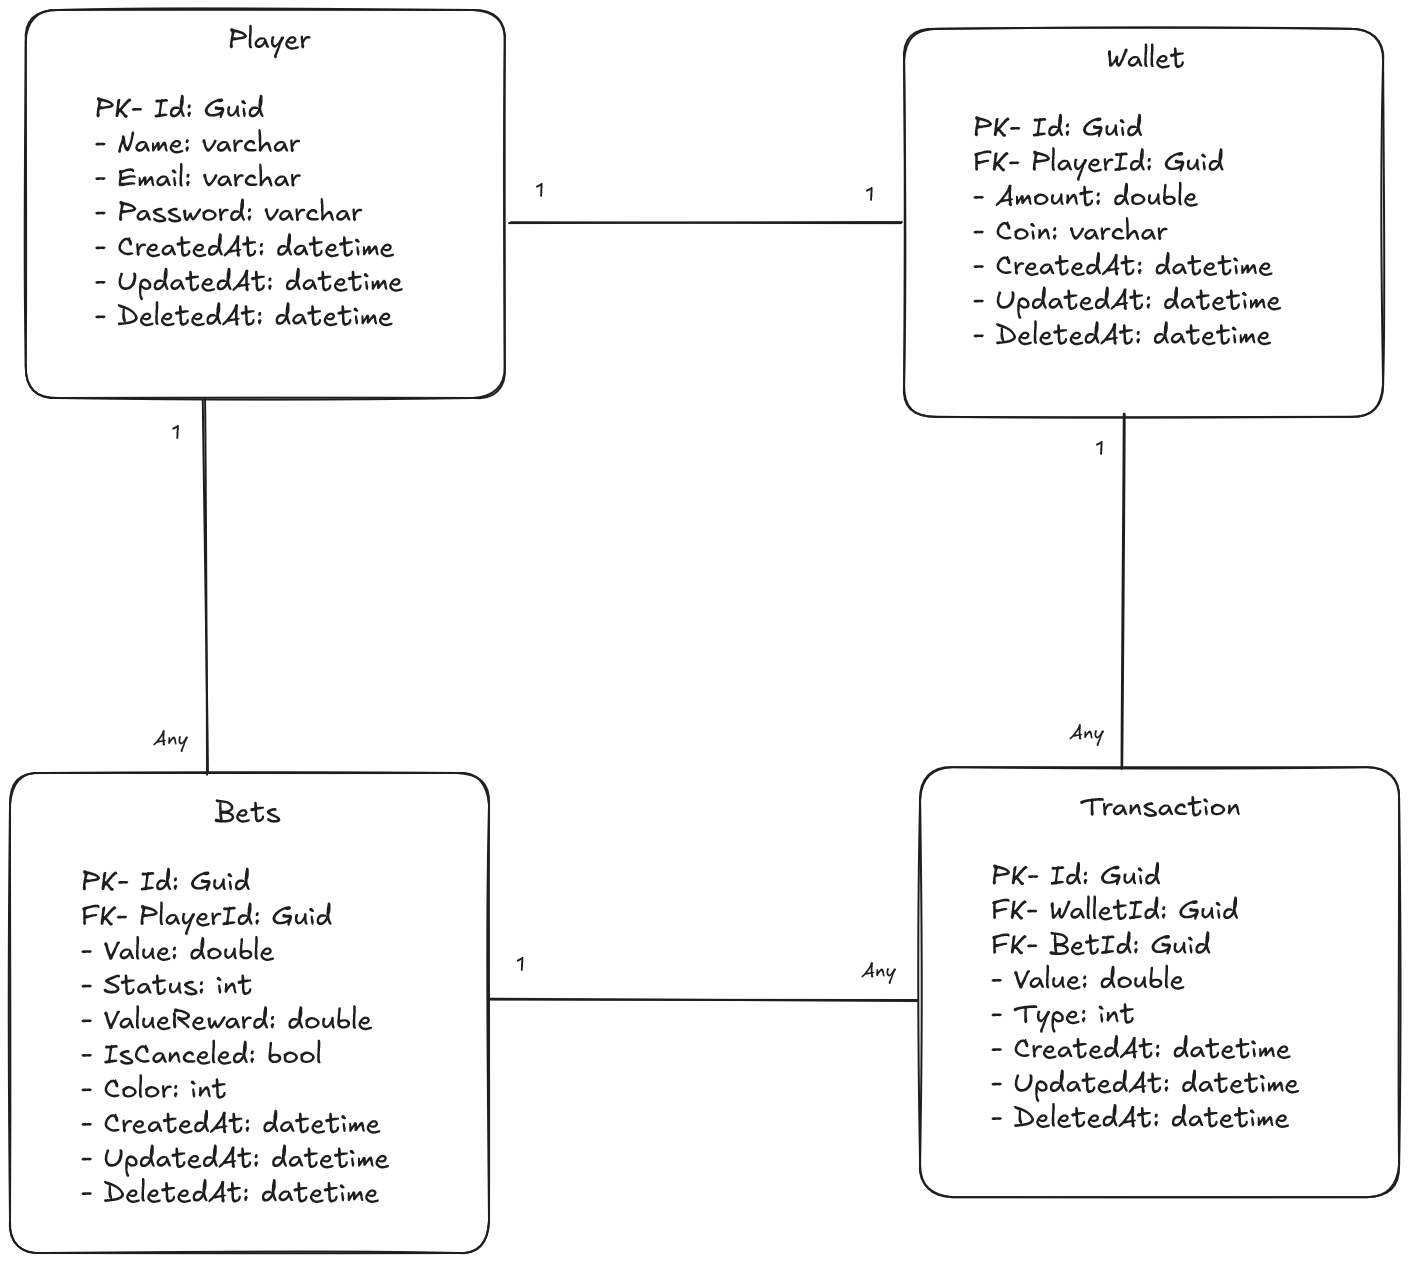 Player
PK- Id: Guid
- Name: varchar
- Email: varchar
- Password: varchar
- CreatedAt: datetime
- UpdatedAt: datetime
- DeletedAt: datetime
Wallet
PK- Id: Guid
FK- PlayerId: Guid
- Amount: double
- Coin: varchar
- CreatedAt: datetime
- UpdatedAt: datetime
- DeletedAt: datetime
1
1
1
Any
1
Any
Bets
PK- Id: Guid
FK- PlayerId: Guid
- Value: double
- Status: int
- ValueReward: double
- IsCanceled: bool
- Color: int
- CreatedAt: datetime
- UpdatedAt: datetime
- DeletedAt: datetime
1
Any
Transaction
PK- Id: Guid
FK- WalletId: Guid
FK- BetId: Guid
- Value: double
- Type: int
- CreatedAt: datetime
- UpdatedAt: datetime
- DeletedAt: datetime